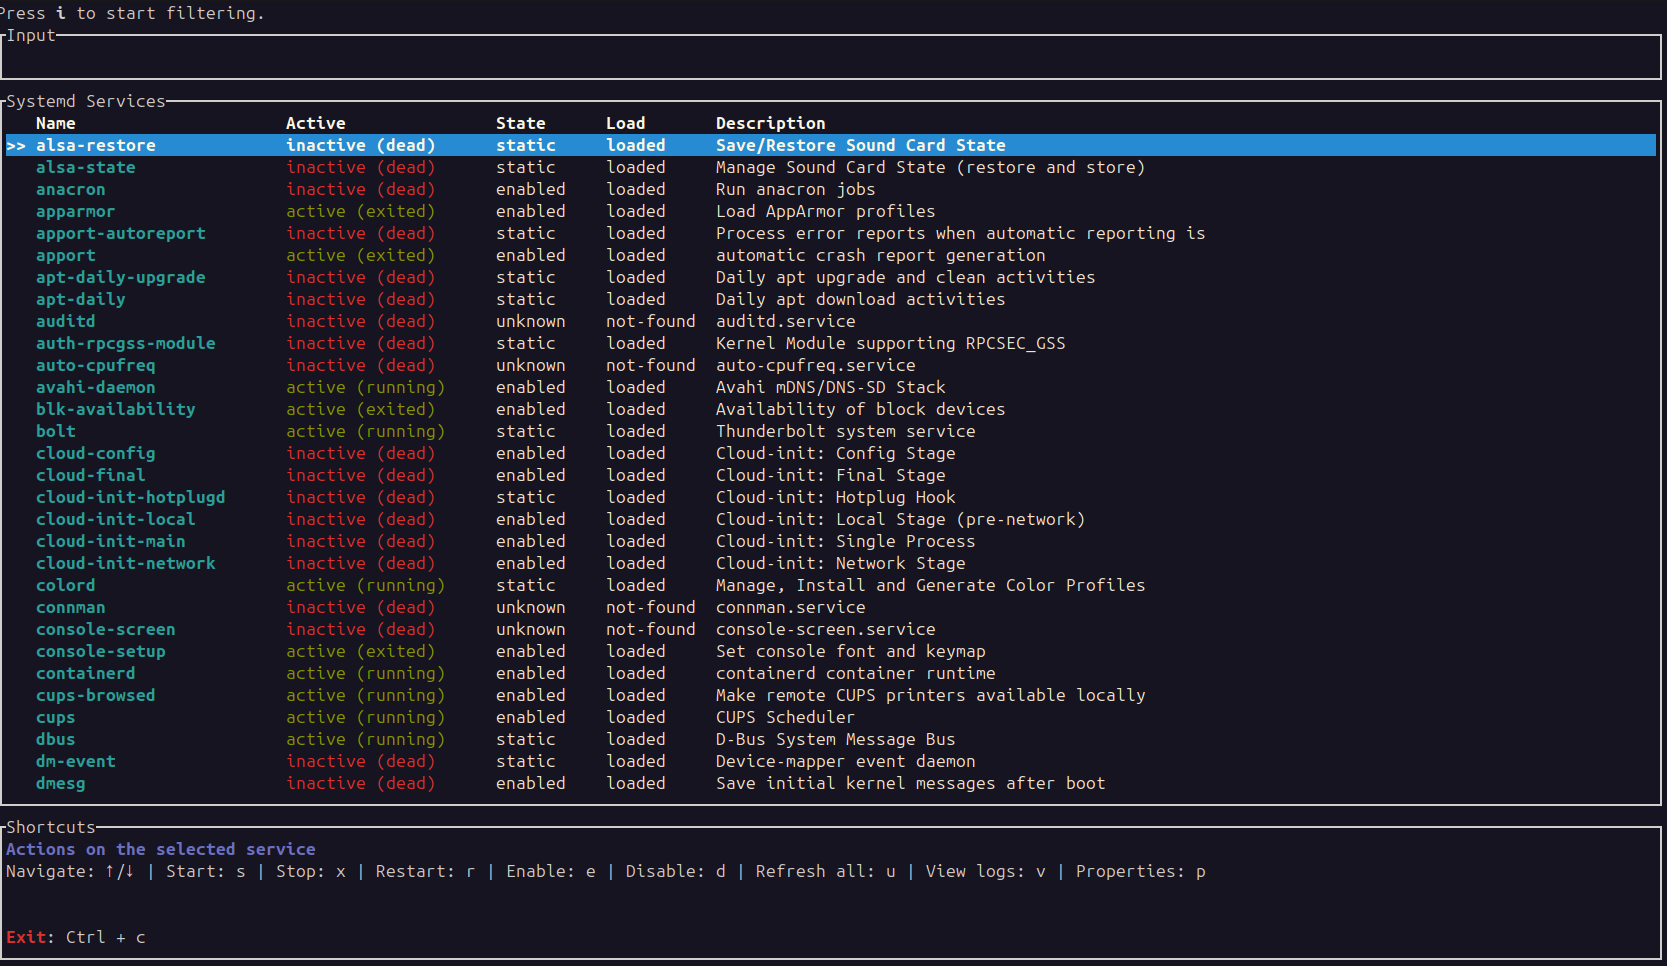 Press i to start filtering.
Input
Systemd Services
Name Active State Load Description
>> alsa-restore inactive (dead) static loaded Save/Restore Sound Card State
alsa-state inactive (dead) static loaded Manage Sound Card State (restore and store)
anacron inactive (dead) enabled loaded Run anacron jobs
apparmor active (exited) enabled loaded Load AppArmor profiles
apport-autoreport inactive (dead) static loaded Process error reports when automatic reporting is
apport active (exited) enabled loaded automatic crash report generation
apt-daily-upgrade inactive (dead) static loaded Daily apt upgrade and clean activities
apt-daily inactive (dead) static loaded Daily apt download activities
auditd inactive (dead) unknown not-found auditd.service
auth-rpcgss-module inactive (dead) static loaded Kernel Module supporting RPCSEC_GSS
auto-cpufreq inactive (dead) unknown not-found auto-cpufreq.service
avahi-daemon active (running) enabled loaded Avahi mDNS/DNS-SD Stack
blk-availability active (exited) enabled loaded Availability of block devices
bolt active (running) static loaded Thunderbolt system service
cloud-config inactive (dead) enabled loaded Cloud-init: Config Stage
cloud-final inactive (dead) enabled loaded Cloud-init: Final Stage
cloud-init-hotplugd inactive (dead) static loaded Cloud-init: Hotplug Hook
cloud-init-local inactive (dead) enabled loaded Cloud-init: Local Stage (pre-network)
cloud-init-main inactive (dead) enabled loaded Cloud-init: Single Process
cloud-init-network inactive (dead) enabled loaded Cloud-init: Network Stage
colord active (running) static loaded Manage, Install and Generate Color Profiles
connman inactive (dead) unknown not-found connman.service
console-screen inactive (dead) unknown not-found console-screen.service
console-setup active (exited) enabled loaded Set console font and keymap
containerd active (running) enabled loaded containerd container runtime
cups-browsed active (running) enabled loaded Make remote CUPS printers available locally
cups active (running) enabled loaded CUPS Scheduler
dbus active (running) static loaded D-Bus System Message Bus
dm-event inactive (dead) static loaded Device-mapper event daemon
dmesg inactive (dead) enabled loaded Save initial kernel messages after boot
Shortcuts
Actions on the selected service
Navigate: ↑/↓ | Start: s | Stop: x | Restart: r | Enable: e | Disable: d | Refresh all: u | View logs: v | Properties: p
Exit: Ctrl + c